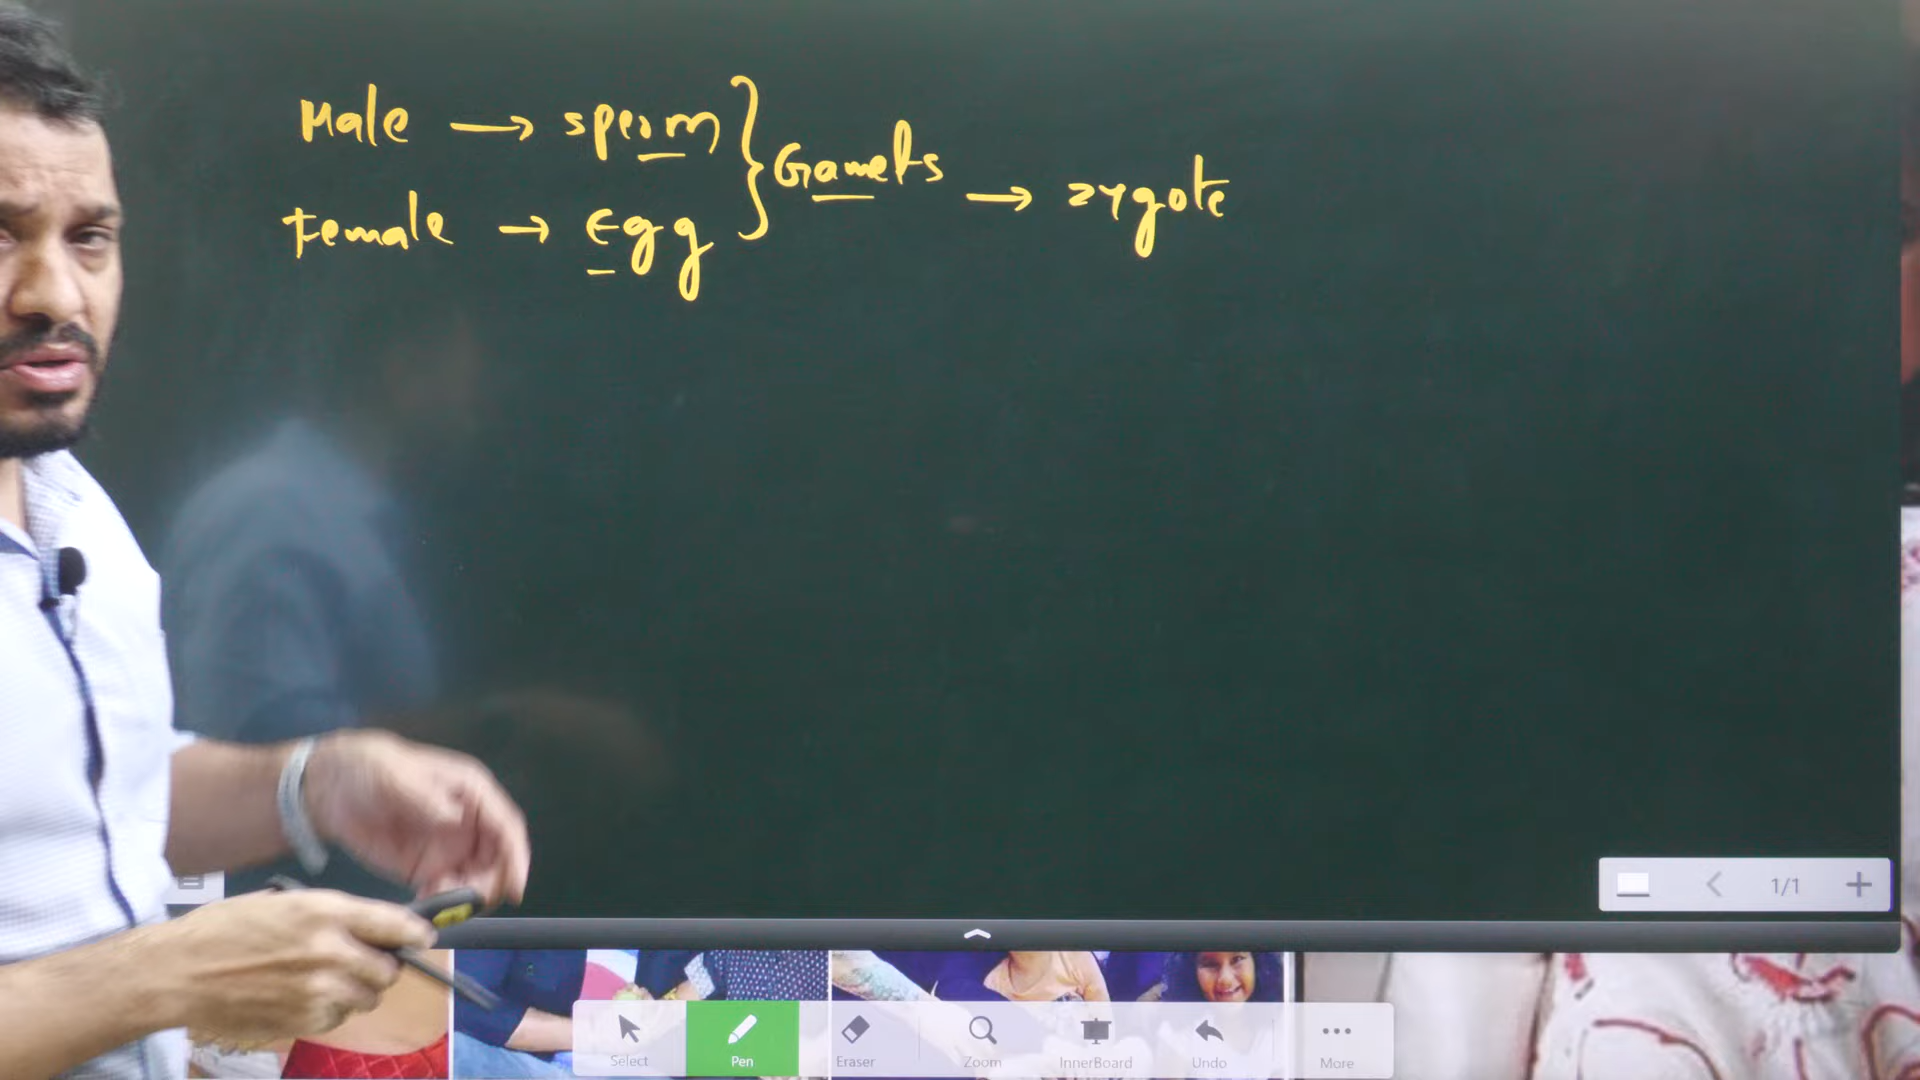 Male → sperm } Gamets → zygote
Female → Egg
1/1
Select Pen Eraser Zoom InnerBoard Undo More